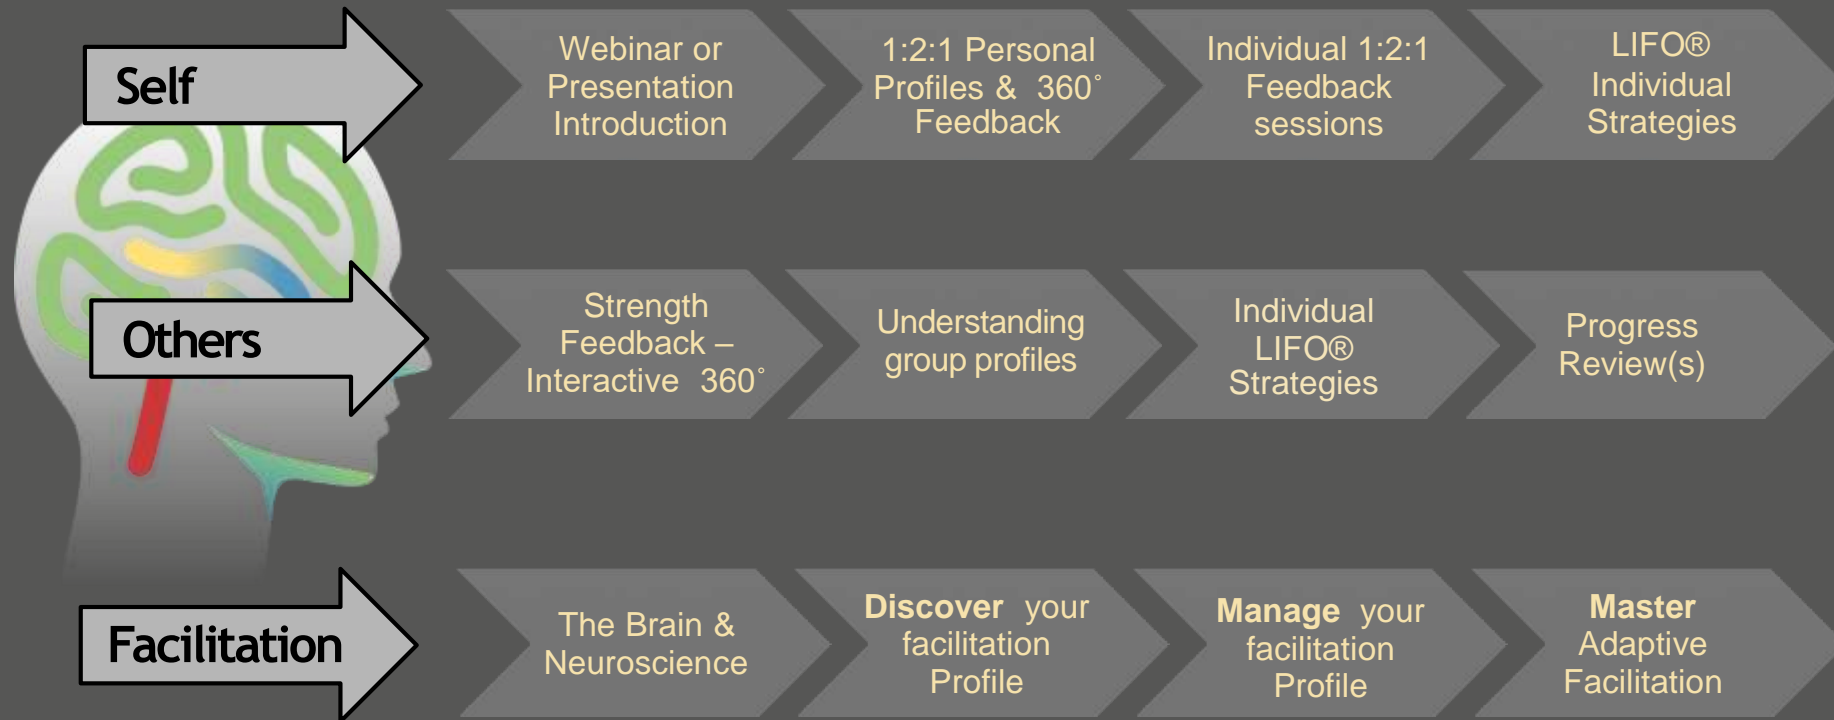 Self
Webinar or
Presentation
Introduction
1:2:1 Personal
Profiles & 360˚
Feedback
Individual 1:2:1
Feedback
sessions
LIFO®
Individual
Strategies
Others
Strength
Feedback –
Interactive 360˚
Understanding
group profiles
Individual
LIFO®
Strategies
Progress
Review(s)
Facilitation
The Brain &
Neuroscience
Discover your
facilitation
Profile
Manage your
facilitation
Profile
Master
Adaptive
Facilitation